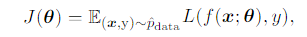 J(θ) = 𝔼_{(x,y)∼p̂_data} L(f(x; θ), y),